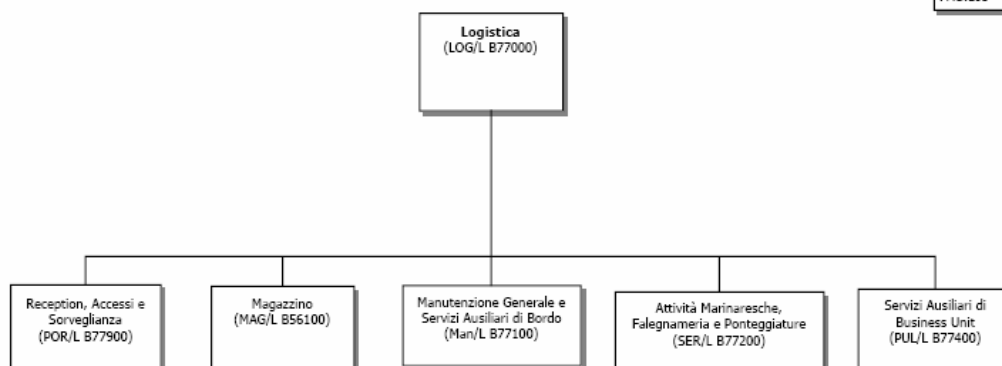 Logistica
(LOG/L B77000)
Reception, Accessi e
Sorveglianza
(POR/L B77900)
Magazzino
(MAG/L B56100)
Manutenzione Generale e
Servizi Ausiliari di Bordo
(Man/L B77100)
Attività Marinaresche,
Falegnameria e Ponteggiature
(SER/L B77200)
Servizi Ausiliari di
Business Unit
(PUL/L B77400)